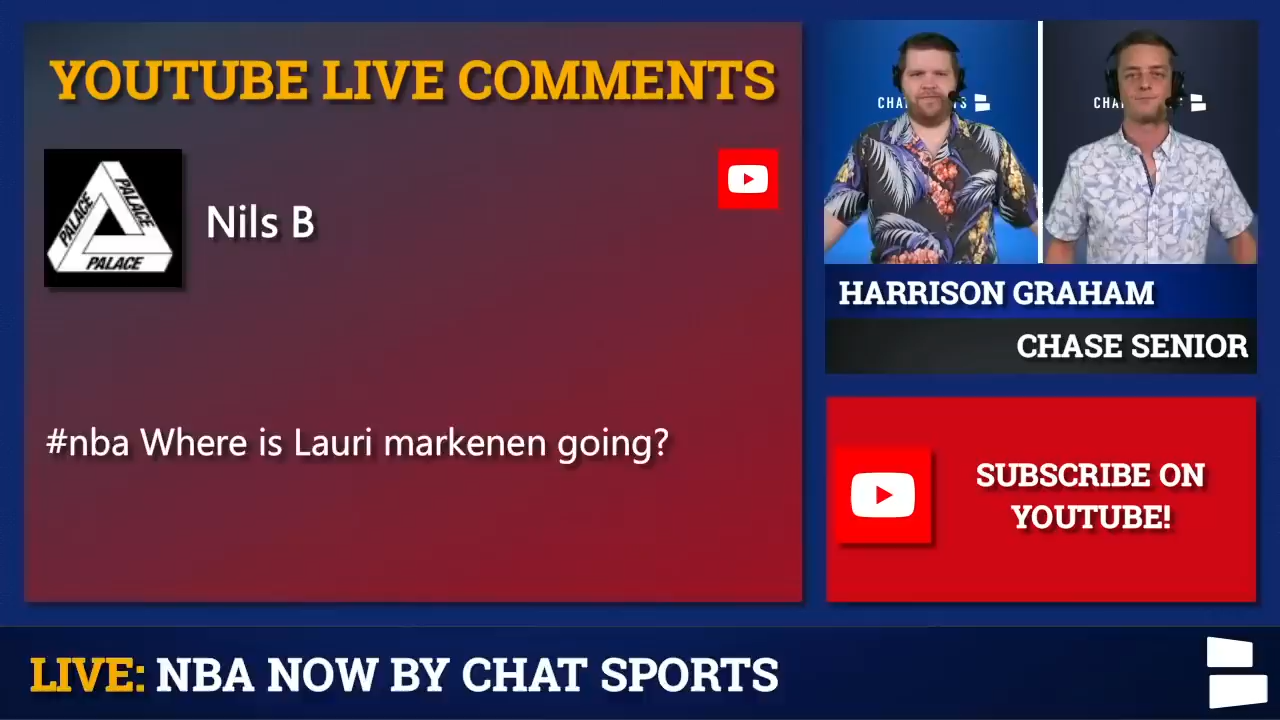 YOUTUBE LIVE COMMENTS
PALACE
PALACE
PALACE
Nils B
#nba Where is Lauri markenen going?
HARRISON GRAHAM
CHASE SENIOR
SUBSCRIBE ON
YOUTUBE!
LIVE: NBA NOW BY CHAT SPORTS